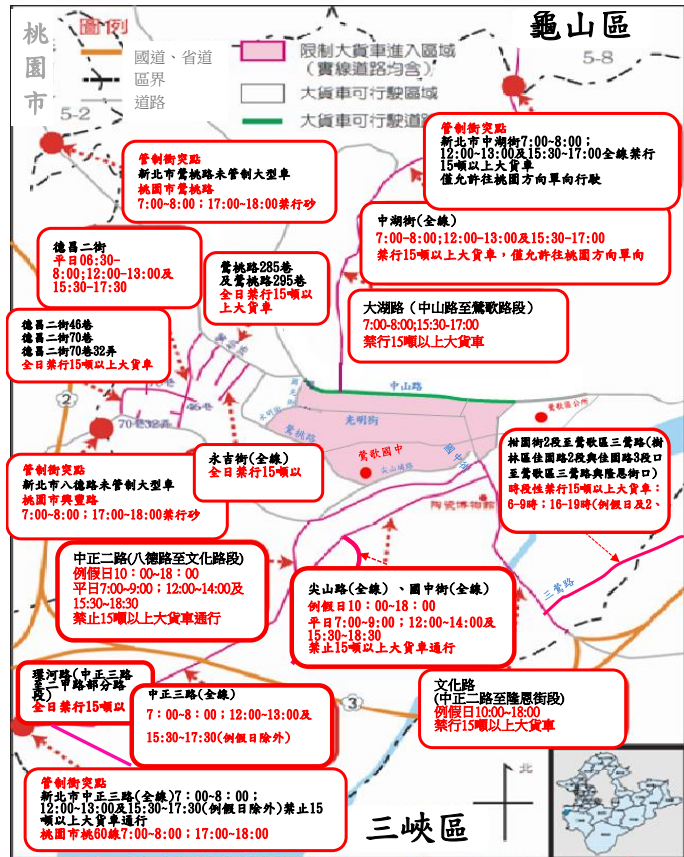 圖例
桃園市
國道、省道
區界
道路
限制大貨車進入區域
(實線道路均含)
大貨車可行駛區域
大貨車可行駛道路
龜山區
5-8
5-2
管制衝突點
新北市中湖街7:00~8:00；
12:00~13:00及15:30~17:00全線禁行
15噸以上大貨車
僅允許往桃園方向單向行駛
管制衝突點
新北市鶯桃路未管制大型車
桃園市鶯桃路
7:00~8:00；17:00~18:00禁行砂
中湖街(全線)
7:00-8:00;12:00-13:00及15:30-17:00
禁行15噸以上大貨車，僅允許往桃園方向單向
德昌二街
平日06:30-
8:00;12:00-13:00及
15:30-17:30
鶯桃路285巷
及鶯桃路295巷
全日禁行15噸以
上大貨車
大湖路（中山路至鶯歌路段）
7:00-8:00;15:30-17:00
禁行15噸以上大貨車
德昌二街46巷
德昌二街70巷
德昌二街70巷32弄
全日禁行15噸以上大貨車
2
46巷
70巷32弄
中山路
光明街
鶯桃路
鶯歌國中
尖山埔路
國中街
鶯歌區公所
陶瓷博物館
三鶯路
永吉街(全線)
全日禁行15噸以
柑園街2段至鶯歌區三鶯路(樹
林區佳園路2段與佳園路3段口
至鶯歌區三鶯路與隆恩街口)
時段性禁行15噸以上大貨車：
6-9時；16-19時(例假日及2、
管制衝突點
新北市八德路未管制大型車
桃園市興豐路
7:00~8:00；17:00~18:00禁行砂
中正二路(八德路至文化路段)
例假日10：00~18：00
平日7:00~9:00；12:00~14:00及
15:30~18:30
禁止15噸以上大貨車通行
尖山路(全線）、國中街(全線)
例假日10：00~18：00
平日7:00~9:00；12:00~14:00及
15:30~18:30
禁止15噸以上大貨車通行
環河路(中正三路
至二甲路部分路
段)
全日禁行15噸以
中正三路(全線)
7：00~8：00；12:00~13:00及
15:30~17:30(例假日除外)
3
文化路
(中正二路至隆恩街段)
例假日10:00~18:00
禁行15噸以上大貨車
管制衝突點
新北市中正三路(全線)7：00~8：00；
12:00~13:00及15:30~17:30(例假日除外)禁止15
噸以上大貨車通行
桃園市桃60線7:00~8:00；17:00~18:00
北
三峽區